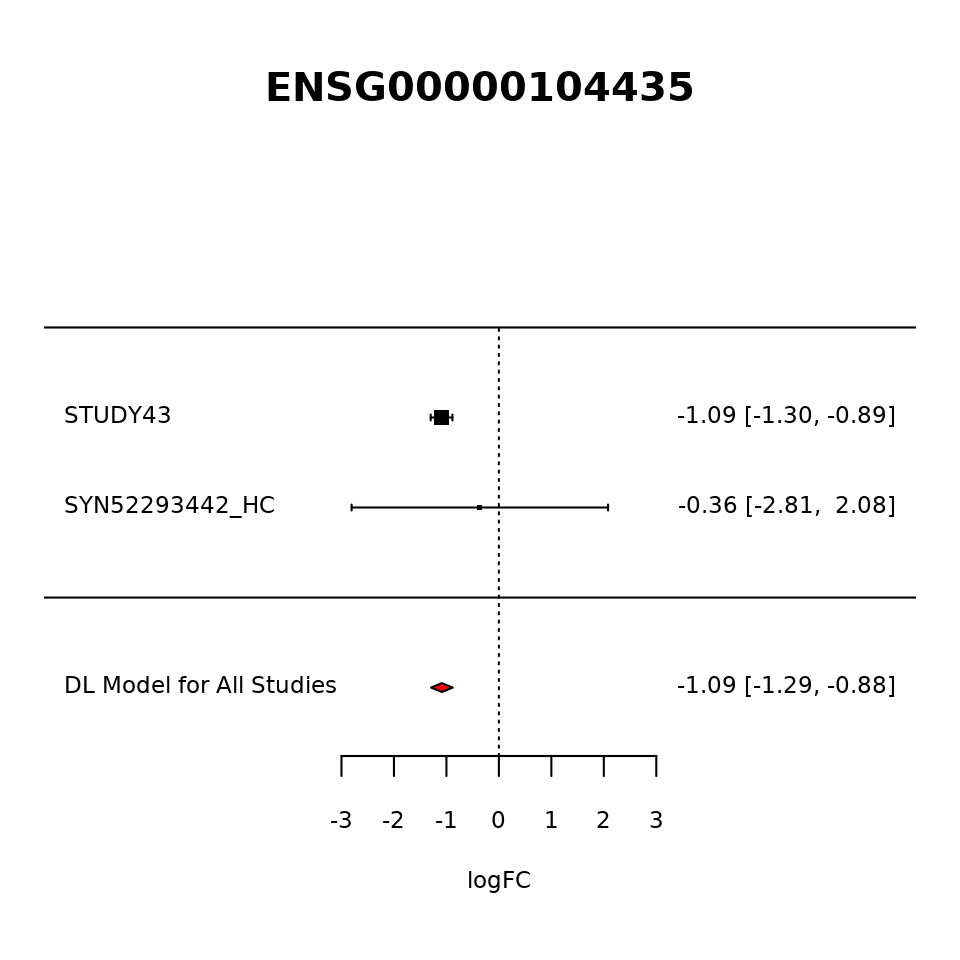 ENSG00000104435
STUDY43 -1.09 [-1.30, -0.89]
SYN52293442_HC -0.36 [-2.81,  2.08]
DL Model for All Studies -1.09 [-1.29, -0.88]
-3 -2 -1 0 1 2 3
logFC